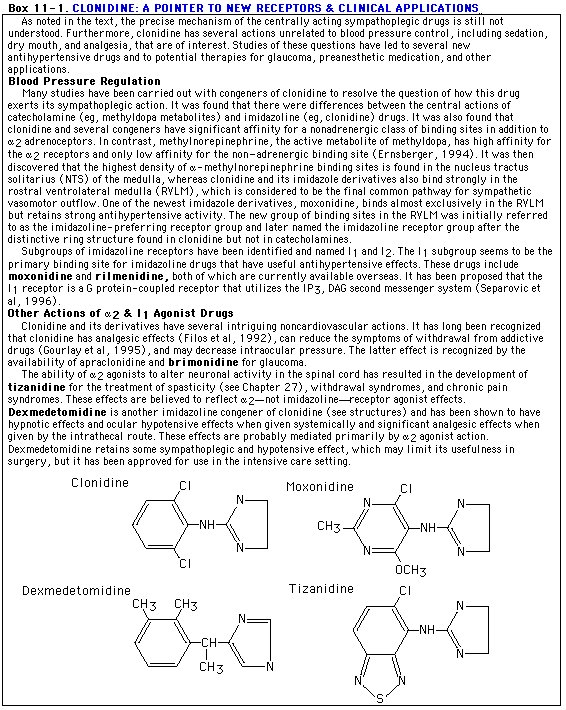 Box 11-1. CLONIDINE: A POINTER TO NEW RECEPTORS & CLINICAL APPLICATIONS
As noted in the text, the precise mechanism of the centrally acting sympathoplegic drugs is still not
understood. Furthermore, clonidine has several actions unrelated to blood pressure control, including sedation,
dry mouth, and analgesia, that are of interest. Studies of these questions have led to several new
antihypertensive drugs and to potential therapies for glaucoma, preanesthetic medication, and other
applications.
Blood Pressure Regulation
Many studies have been carried out with congeners of clonidine to resolve the question of how this drug
exerts its sympathoplegic action. It was found that there were differences between the central actions of
catecholamine (eg, methyldopa metabolites) and imidazoline (eg, clonidine) drugs. It was also found that
clonidine and several congeners have significant affinity for a nonadrenergic class of binding sites in addition to
α2 adrenoceptors. In contrast, methylnorepinephrine, the active metabolite of methyldopa, has high affinity for
the α2 receptors and only low affinity for the non-adrenergic binding site (Ernsberger, 1994). It was then
discovered that the highest density of α-methylnorepinephrine binding sites is found in the nucleus tractus
solitarius (NTS) of the medulla, whereas clonidine and its imidazole derivatives also bind strongly in the
rostral ventrolateral medulla (RVLM), which is considered to be the final common pathway for sympathetic
vasomotor outflow. One of the newest imidazole derivatives, moxonidine, binds almost exclusively in the RVLM
but retains strong antihypertensive activity. The new group of binding sites in the RVLM was initially referred
to as the imidazoline-preferring receptor group and later named the imidazoline receptor group after the
distinctive ring structure found in clonidine but not in catecholamines.
Subgroups of imidazoline receptors have been identified and named I1 and I2. The I1 subgroup seems to be the
primary binding site for imidazoline drugs that have useful antihypertensive effects. These drugs include
moxonidine and rilmenidine, both of which are currently available overseas. It has been proposed that the
I1 receptor is a G protein-coupled receptor that utilizes the IP3, DAG second messenger system (Separovic et
al, 1996).
Other Actions of α2 & I1 Agonist Drugs
Clonidine and its derivatives have several intriguing noncardiovascular actions. It has long been recognized
that clonidine has analgesic effects (Filos et al, 1992), can reduce the symptoms of withdrawal from addictive
drugs (Gourlay et al, 1995), and may decrease intraocular pressure. The latter effect is recognized by the
availability of apraclonidine and brimonidine for glaucoma.
The ability of α2 agonists to alter neuronal activity in the spinal cord has resulted in the development of
tizanidine for the treatment of spasticity (see Chapter 27), withdrawal syndromes, and chronic pain
syndromes. These effects are believed to reflect α2—not imidazoline—receptor agonist effects.
Dexmedetomidine is another imidazoline congener of clonidine (see structures) and has been shown to have
hypnotic effects and ocular hypotensive effects when given systemically and significant analgesic effects when
given by the intrathecal route. These effects are probably mediated primarily by α2 agonist action.
Dexmedetomidine retains some sympathoplegic and hypotensive effect, which may limit its usefulness in
surgery, but it has been approved for use in the intensive care setting.
Clonidine
Cl
NH
N
N
Cl
Moxonidine
Cl
N
N
CH3
NH
N
N
OCH3
Dexmedetomidine
CH3
CH3
CH
CH3
N
N
Tizanidine
Cl
NH
N
N
N
N
S